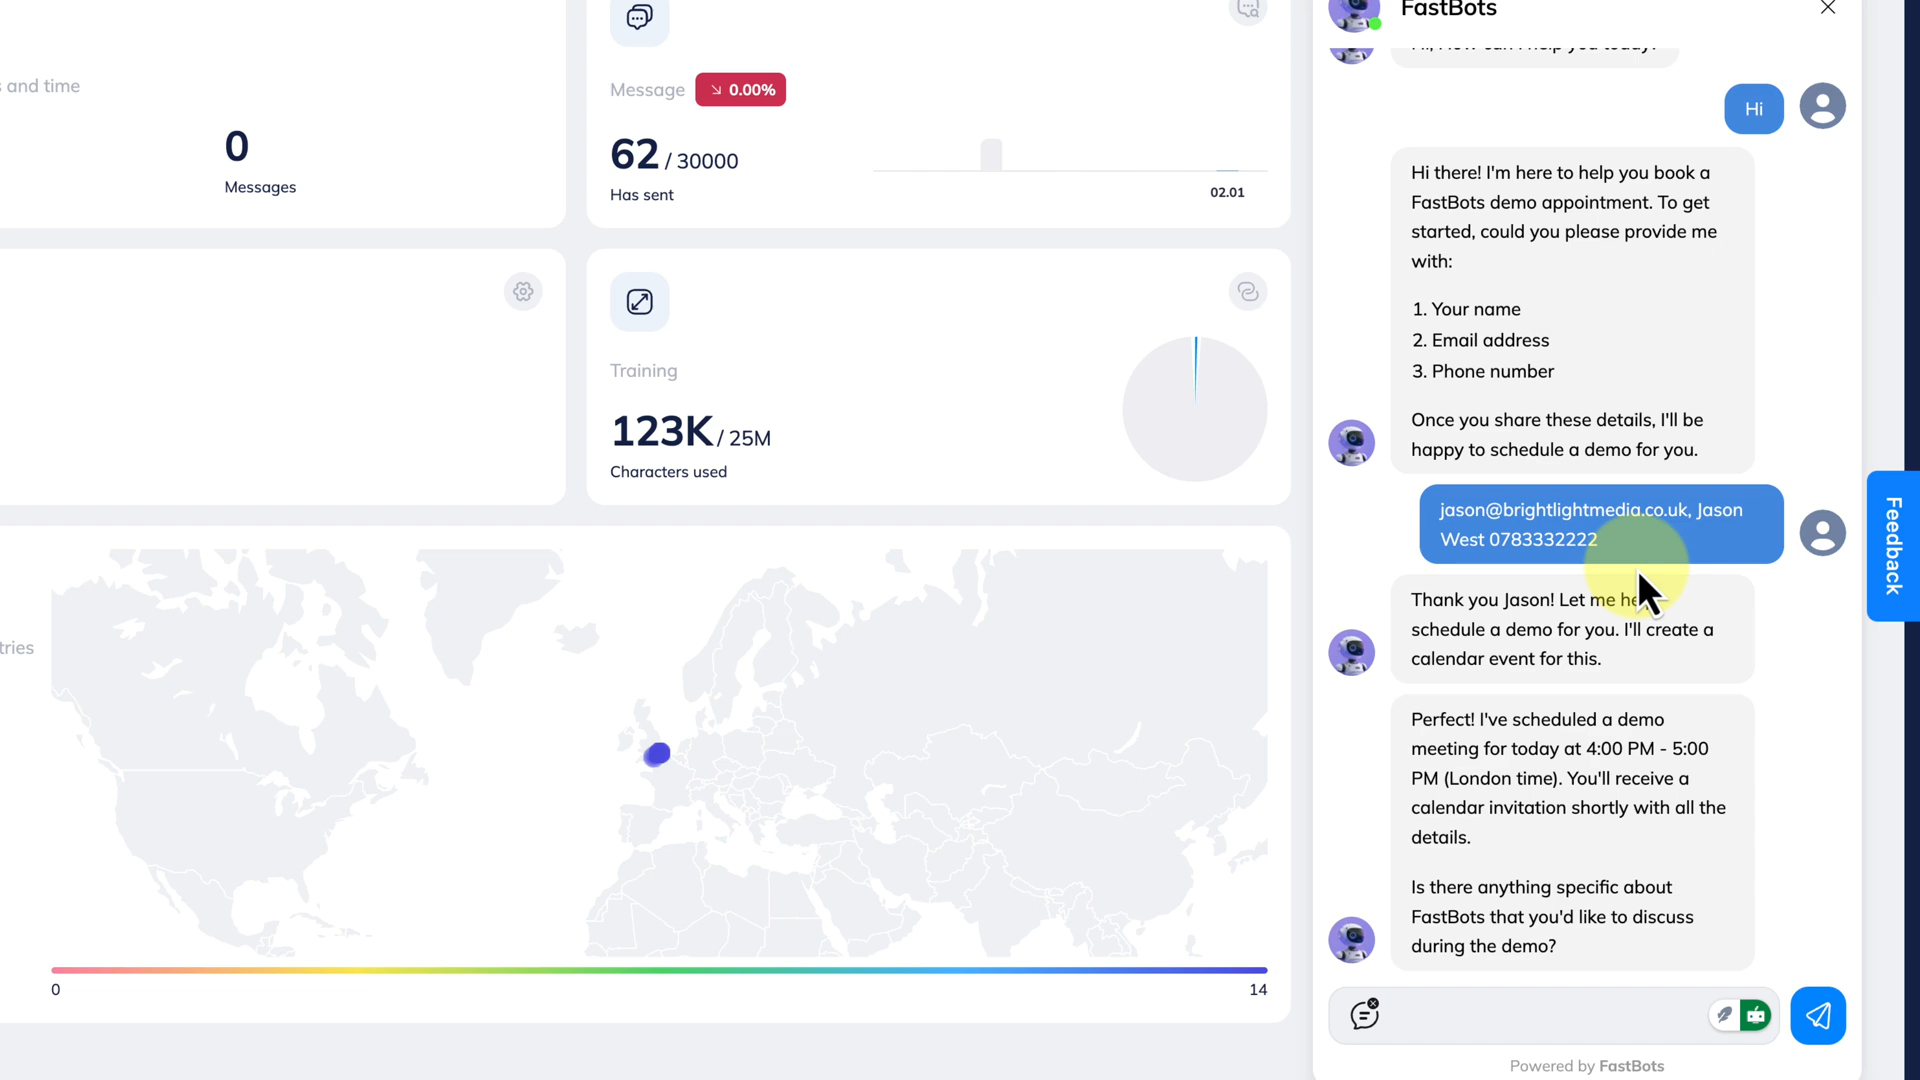 s and time
0
Messages
Message
0.00%
62 / 30000
Has sent
02.01
Training
123K / 25M
Characters used
tries
0
14
FastBots
Hi, How can I help you today?
Hi
Hi there! I'm here to help you book a
FastBots demo appointment. To get
started, could you please provide me
with:
1. Your name
2. Email address
3. Phone number
Once you share these details, I'll be
happy to schedule a demo for you.
jason@brightlightmedia.co.uk, Jason
West 0783332222
Thank you Jason! Let me
schedule a demo for you. I'll create a
calendar event for this.
Perfect! I've scheduled a demo
meeting for today at 4:00 PM - 5:00
PM (London time). You'll receive a
calendar invitation shortly with all the
details.
Is there anything specific about
FastBots that you'd like to discuss
during the demo?
Powered by FastBots
Feedback